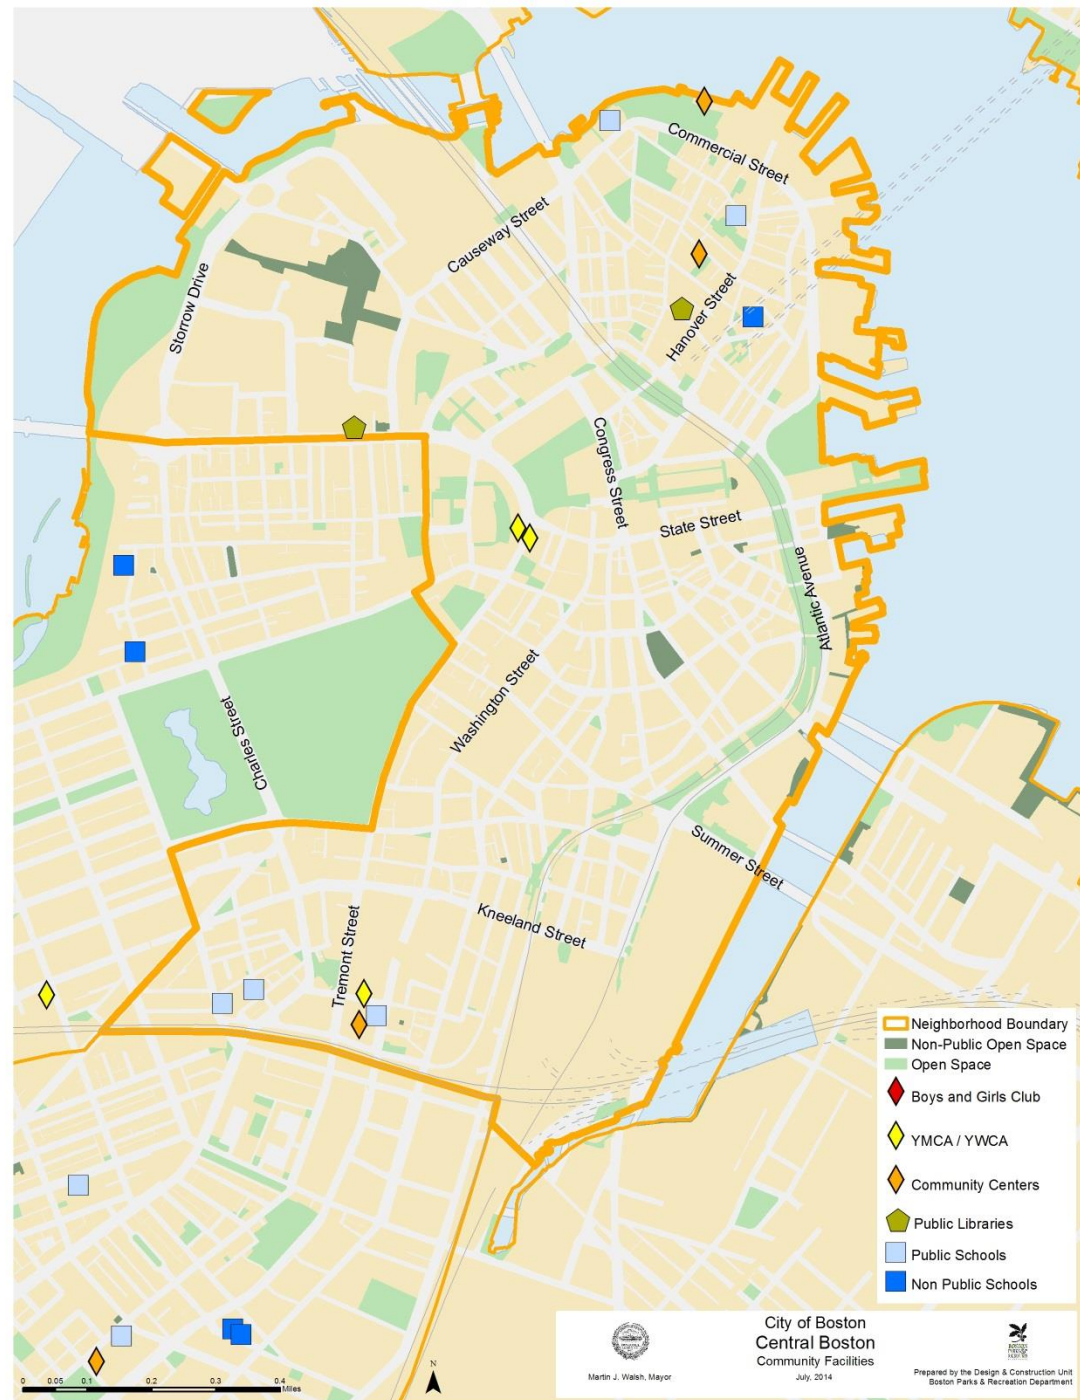 Commercial Street
Causeway Street
Storrow Drive
Hanover Street
Congress Street
State Street
Atlantic Avenue
Washington Street
Charles Street
Summer Street
Kneeland Street
Tremont Street
Neighborhood Boundary
Non-Public Open Space
Open Space
Boys and Girls Club
YMCA / YWCA
Community Centers
Public Libraries
Public Schools
Non Public Schools
City of Boston
Central Boston
Community Facilities
Martin J. Walsh, Mayor
July, 2014
Prepared by the Design & Construction Unit
Boston Parks & Recreation Department
N
0 0.05 0.1 0.2 0.3 0.4
Miles